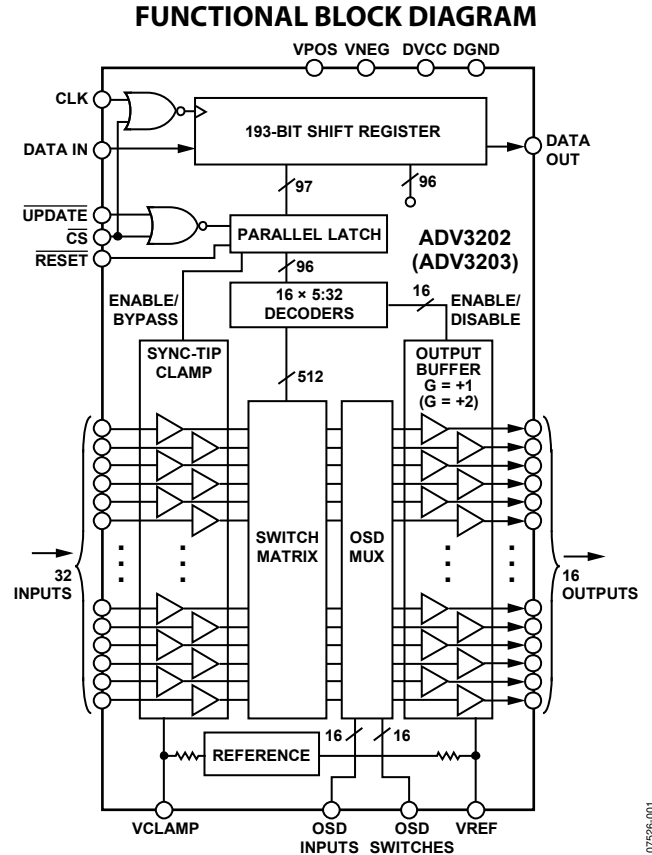 FUNCTIONAL BLOCK DIAGRAM
VPOS VNEG DVCC DGND
CLK
193-BIT SHIFT REGISTER
DATA IN
DATA
OUT
97
96
UPDATE
CS
RESET
PARALLEL LATCH
ADV3202
(ADV3203)
96
ENABLE/
BYPASS
16 × 5:32
DECODERS
16
ENABLE/
DISABLE
SYNC-TIP
CLAMP
512
OUTPUT
BUFFER
G = +1
(G = +2)
32
INPUTS
SWITCH
MATRIX
OSD
MUX
16
OUTPUTS
16
16
REFERENCE
VCLAMP
OSD
INPUTS
OSD
SWITCHES
VREF
07526-001